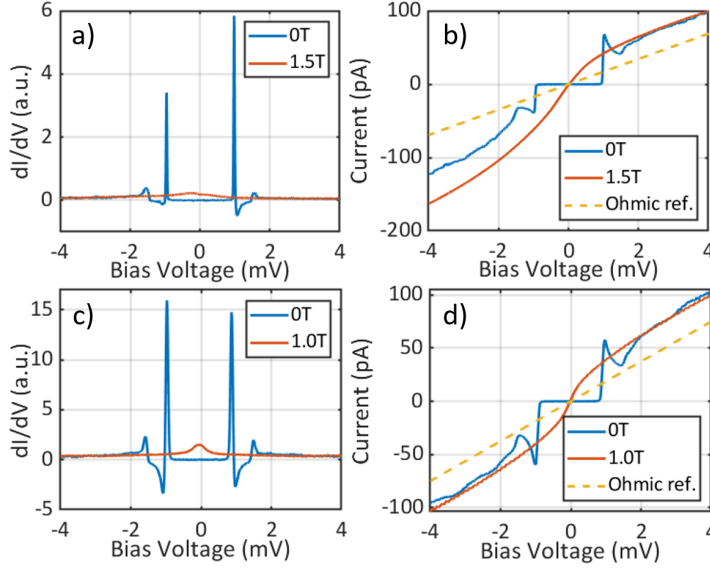 a)
0T
1.5T
dI/dV (a.u.)
6
4
2
0
-4
-2
0
2
4
Bias Voltage (mV)
b)
0T
1.5T
Ohmic ref.
Current (pA)
100
0
-100
-200
-4
-2
0
2
4
Bias Voltage (mV)
c)
0T
1.0T
dI/dV (a.u.)
15
10
5
0
-5
-4
-2
0
2
4
Bias Voltage (mV)
d)
0T
1.0T
Ohmic ref.
Current (pA)
100
50
0
-50
-100
-4
-2
0
2
4
Bias Voltage (mV)